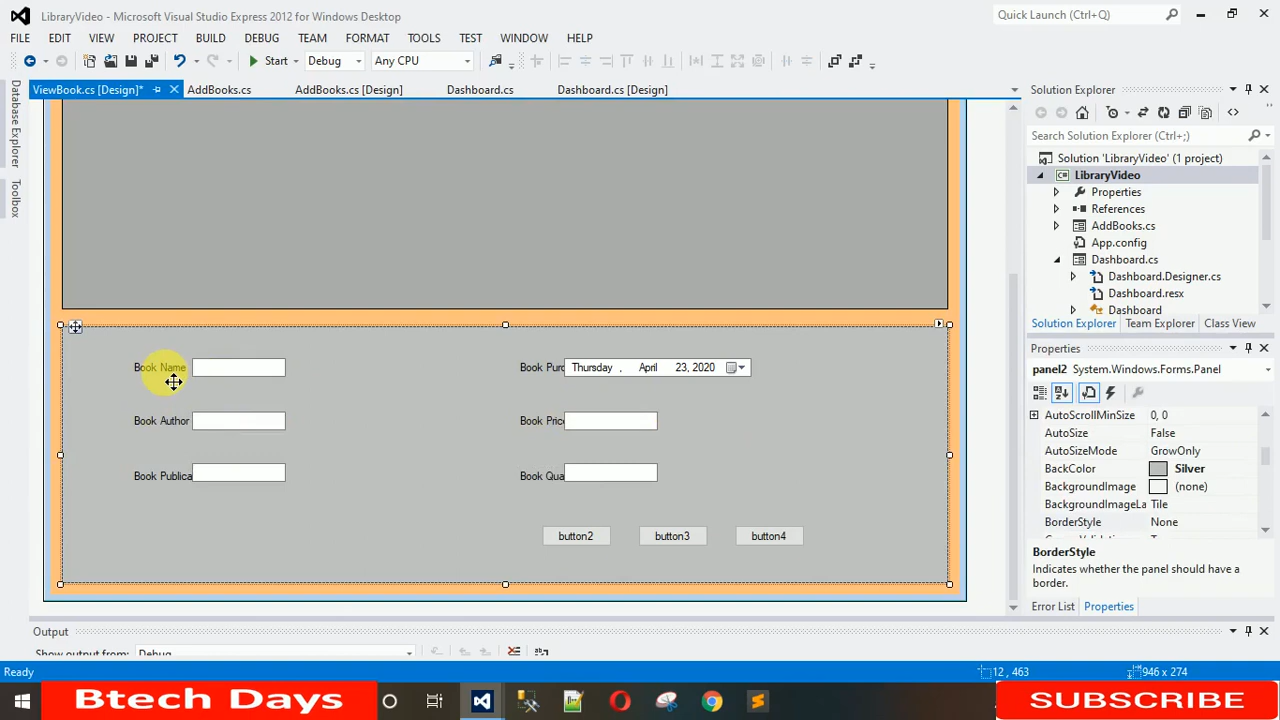 LibraryVideo - Microsoft Visual Studio Express 2012 for Windows Desktop
Quick Launch (Ctrl+Q)
FILE EDIT VIEW PROJECT BUILD DEBUG TEAM FORMAT TOOLS TEST WINDOW HELP
Start Debug Any CPU
ViewBook.cs [Design]* AddBooks.cs AddBooks.cs [Design] Dashboard.cs Dashboard.cs [Design]
Database Explorer
Toolbox
Book Name
Book Purc Thursday , April 23, 2020
Book Author
Book Price
Book Publica
Book Qua
button2 button3 button4
Output
Show output from: Debug
Ready
12 , 463
946 x 274
Solution Explorer
Search Solution Explorer (Ctrl+;)
Solution 'LibraryVideo' (1 project)
LibraryVideo
Properties
References
AddBooks.cs
App.config
Dashboard.cs
Dashboard.Designer.cs
Dashboard.resx
Dashboard
Solution Explorer Team Explorer Class View
Properties
panel2 System.Windows.Forms.Panel
AutoScrollMinSize 0, 0
AutoSize False
AutoSizeMode GrowOnly
BackColor Silver
BackgroundImage (none)
BackgroundImageLa Tile
BorderStyle None
BorderStyle
Indicates whether the panel should have a
border.
Error List Properties
Btech Days
SUBSCRIBE